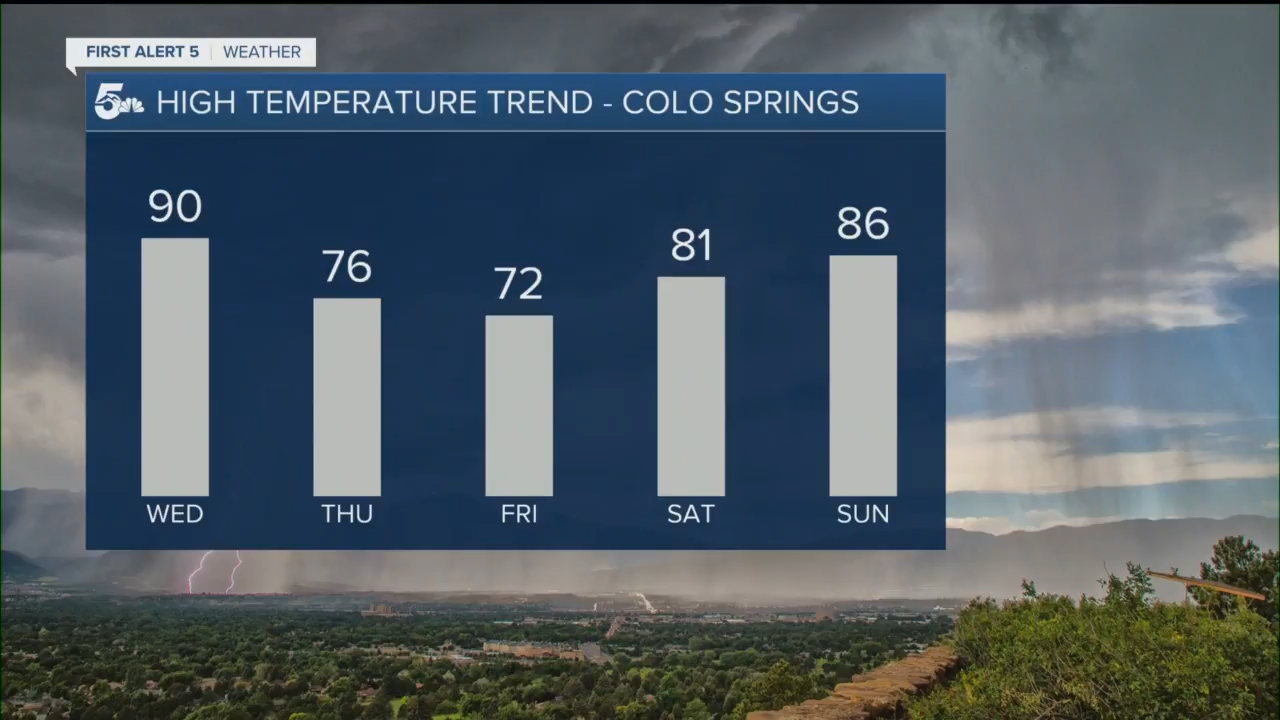 FIRST ALERT 5 | WEATHER
5 HIGH TEMPERATURE TREND - COLO SPRINGS
90 76 72 81 86
WED THU FRI SAT SUN